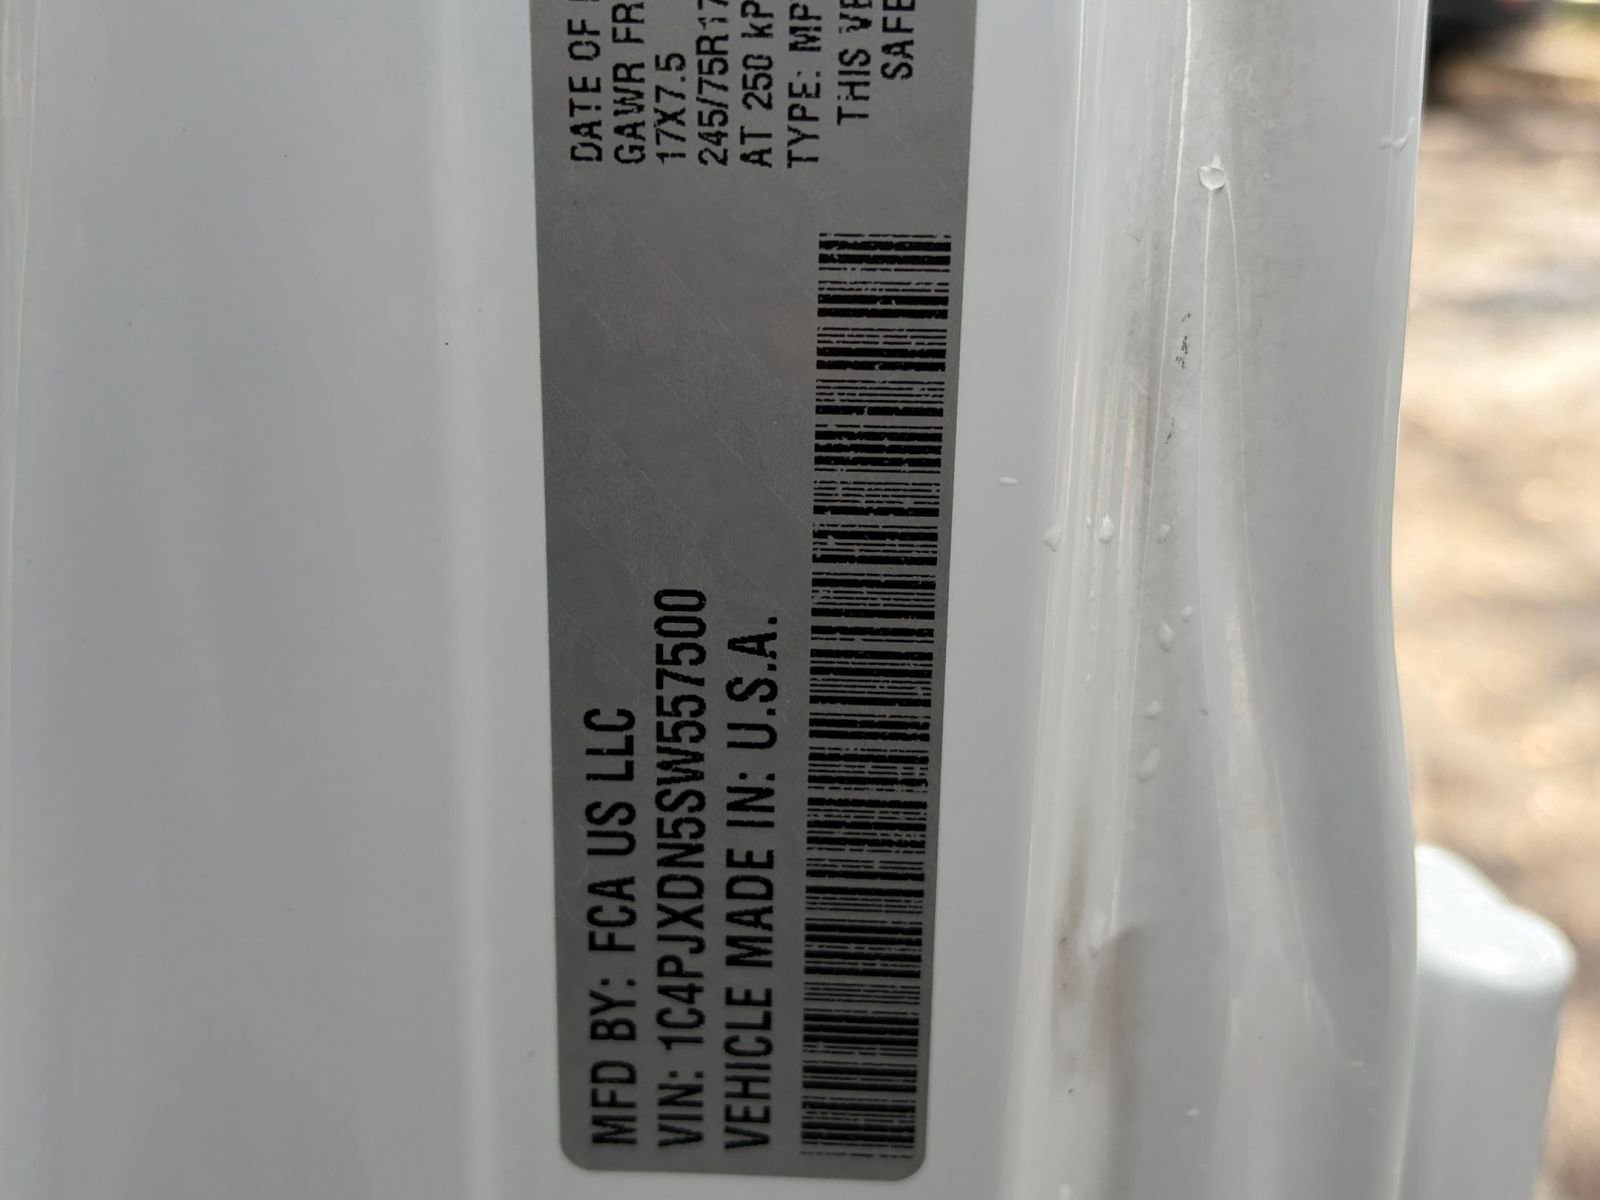 MFD BY: FCA US LLC
VIN: 1C4PJXDN5SW557500
VEHICLE MADE IN: U.S.A.
DATE OF
GAWR FR
17X7.5
245/75R17
AT 250 kP
TYPE: MP
THIS VE
SAFE